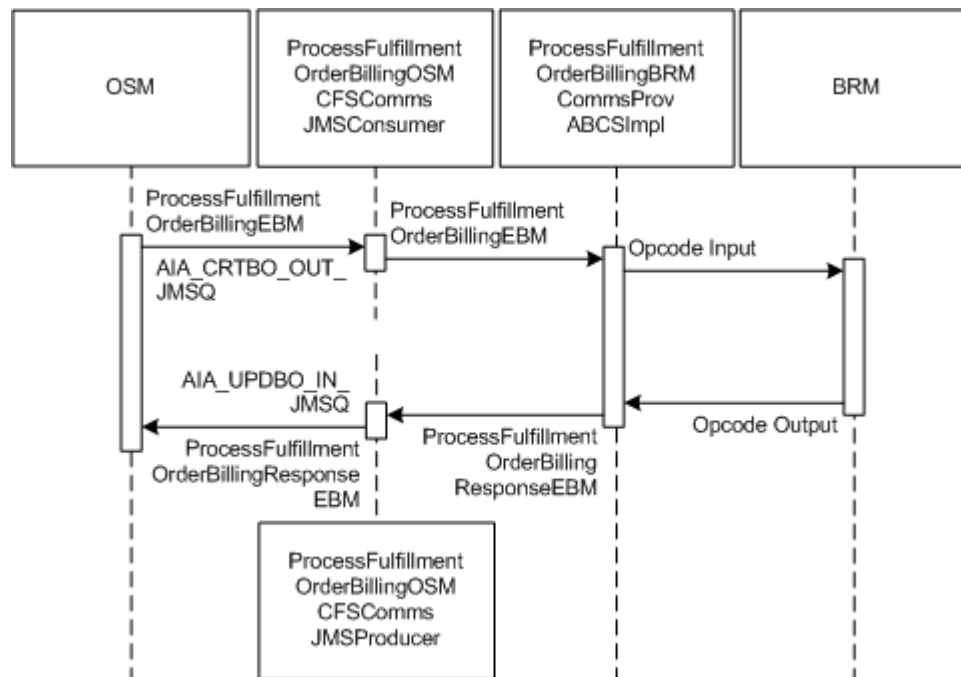 OSM
ProcessFulfillment
OrderBillingOSM
CFSComms
JMSConsumer
ProcessFulfillment
OrderBillingBRM
CommsProv
ABCSImpl
BRM
ProcessFulfillment
OrderBillingEBM
AIA_CRTBO_OUT_
JMSQ
ProcessFulfillment
OrderBillingEBM
Opcode Input
AIA_UPDBO_IN_
JMSQ
ProcessFulfillment
OrderBillingResponse
EBM
ProcessFulfillment
OrderBilling
ResponseEBM
Opcode Output
ProcessFulfillment
OrderBillingOSM
CFSComms
JMSProducer